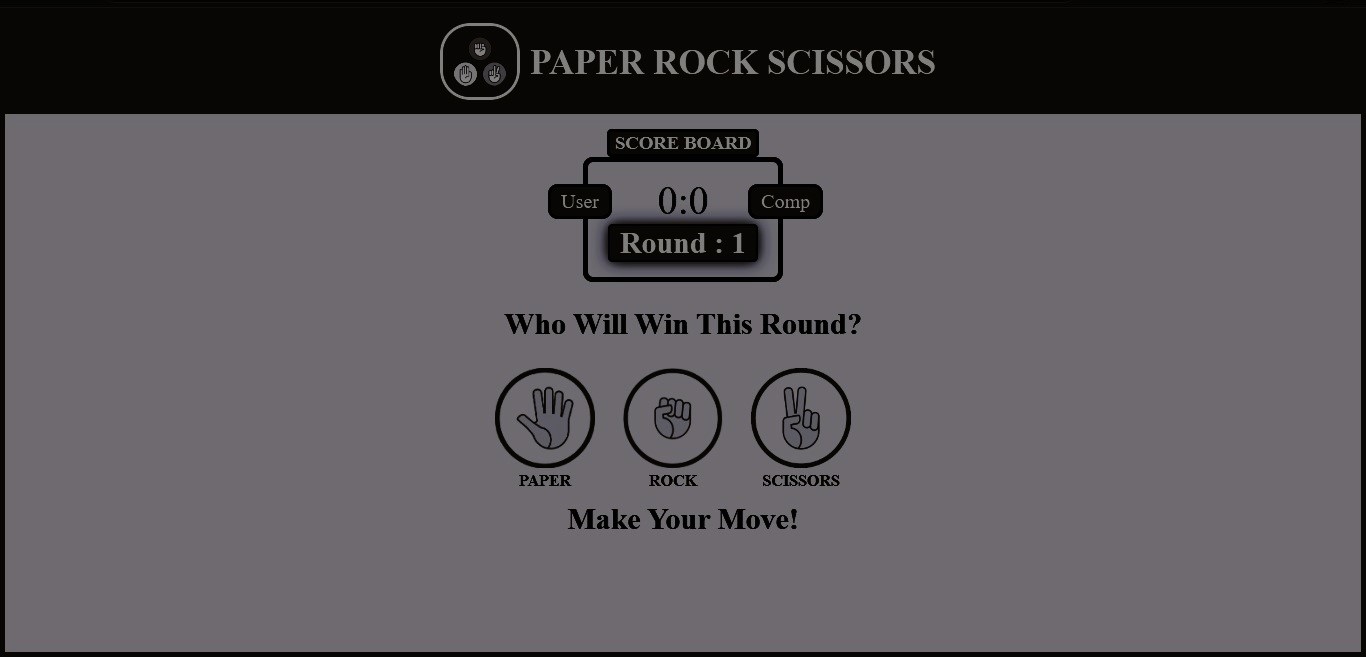 PAPER ROCK SCISSORS
SCORE BOARD
User 0:0 Comp
Round : 1
Who Will Win This Round?
PAPER ROCK SCISSORS
Make Your Move!